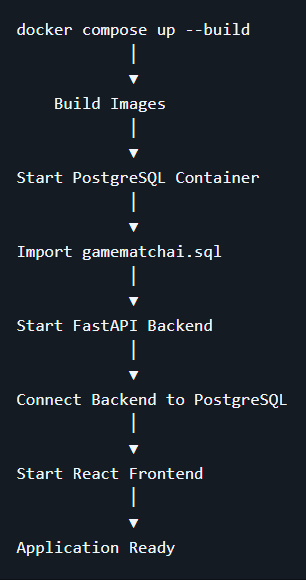 docker compose up --build
│
▼
Build Images
│
▼
Start PostgreSQL Container
│
▼
Import gamematchai.sql
│
▼
Start FastAPI Backend
│
▼
Connect Backend to PostgreSQL
│
▼
Start React Frontend
│
▼
Application Ready